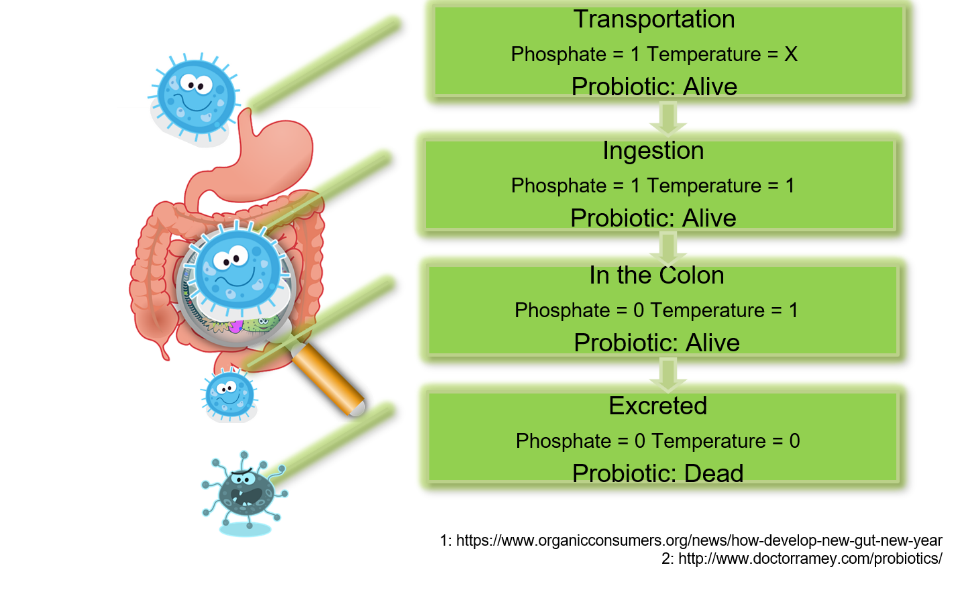 Transportation
Phosphate = 1 Temperature = X
Probiotic: Alive
Ingestion
Phosphate = 1 Temperature = 1
Probiotic: Alive
In the Colon
Phosphate = 0 Temperature = 1
Probiotic: Alive
Excreted
Phosphate = 0 Temperature = 0
Probiotic: Dead
1: https://www.organicconsumers.org/news/how-develop-new-gut-new-year
2: http://www.doctorramey.com/probiotics/